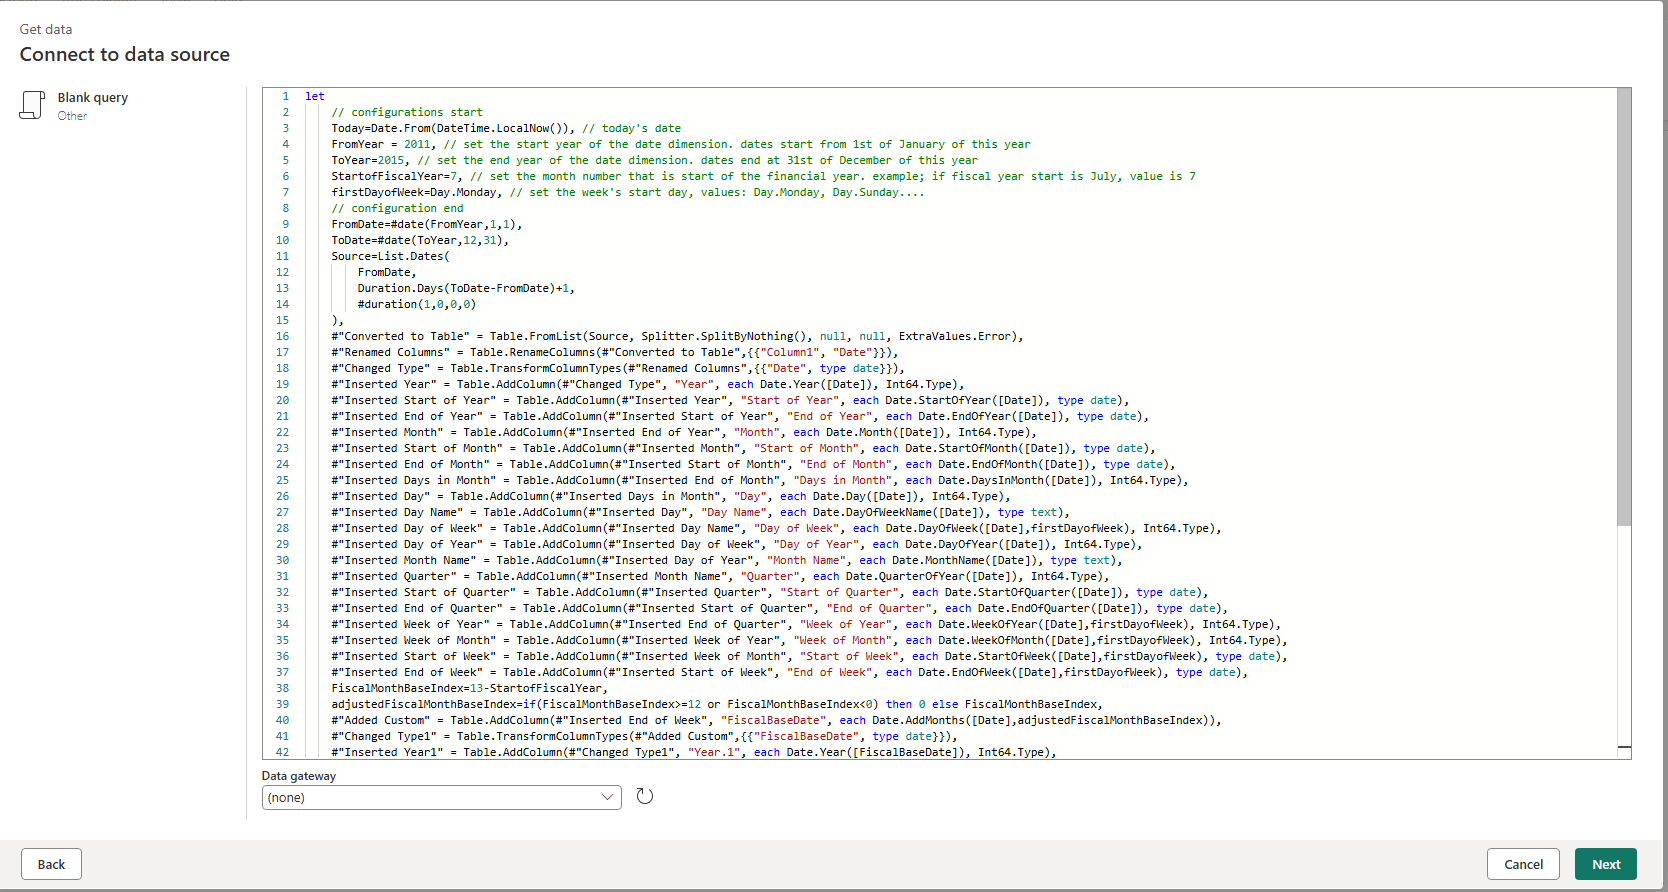 Get data
Connect to data source
Blank query
Other
1 let
2 // configurations start
3 Today=Date.From(DateTime.LocalNow()), // today's date
4 FromYear = 2011, // set the start year of the date dimension. dates start from 1st of January of this year
5 ToYear=2015, // set the end year of the date dimension. dates end at 31st of December of this year
6 StartofFiscalYear=7, // set the month number that is start of the financial year. example; if fiscal year start is July, value is 7
7 firstDayofWeek=Day.Monday, // set the week's start day, values: Day.Monday, Day.Sunday....
8 // configuration end
9 FromDate=#date(FromYear,1,1),
10 ToDate=#date(ToYear,12,31),
11 Source=List.Dates(
12 FromDate,
13 Duration.Days(ToDate-FromDate)+1,
14 #duration(1,0,0,0)
15 ),
16 #"Converted to Table" = Table.FromList(Source, Splitter.SplitByNothing(), null, null, ExtraValues.Error),
17 #"Renamed Columns" = Table.RenameColumns(#"Converted to Table",{{"Column1", "Date"}}),
18 #"Changed Type" = Table.TransformColumnTypes(#"Renamed Columns",{{"Date", type date}}),
19 #"Inserted Year" = Table.AddColumn(#"Changed Type", "Year", each Date.Year([Date]), Int64.Type),
20 #"Inserted Start of Year" = Table.AddColumn(#"Inserted Year", "Start of Year", each Date.StartOfYear([Date]), type date),
21 #"Inserted End of Year" = Table.AddColumn(#"Inserted Start of Year", "End of Year", each Date.EndOfYear([Date]), type date),
22 #"Inserted Month" = Table.AddColumn(#"Inserted End of Year", "Month", each Date.Month([Date]), Int64.Type),
23 #"Inserted Start of Month" = Table.AddColumn(#"Inserted Month", "Start of Month", each Date.StartOfMonth([Date]), type date),
24 #"Inserted End of Month" = Table.AddColumn(#"Inserted Start of Month", "End of Month", each Date.EndOfMonth([Date]), type date),
25 #"Inserted Days in Month" = Table.AddColumn(#"Inserted End of Month", "Days in Month", each Date.DaysInMonth([Date]), Int64.Type),
26 #"Inserted Day" = Table.AddColumn(#"Inserted Days in Month", "Day", each Date.Day([Date]), Int64.Type),
27 #"Inserted Day Name" = Table.AddColumn(#"Inserted Day", "Day Name", each Date.DayOfWeekName([Date]), type text),
28 #"Inserted Day of Week" = Table.AddColumn(#"Inserted Day Name", "Day of Week", each Date.DayOfWeek([Date],firstDayofWeek), Int64.Type),
29 #"Inserted Day of Year" = Table.AddColumn(#"Inserted Day of Week", "Day of Year", each Date.DayOfYear([Date]), Int64.Type),
30 #"Inserted Month Name" = Table.AddColumn(#"Inserted Day of Year", "Month Name", each Date.MonthName([Date]), type text),
31 #"Inserted Quarter" = Table.AddColumn(#"Inserted Month Name", "Quarter", each Date.QuarterOfYear([Date]), Int64.Type),
32 #"Inserted Start of Quarter" = Table.AddColumn(#"Inserted Quarter", "Start of Quarter", each Date.StartOfQuarter([Date]), type date),
33 #"Inserted End of Quarter" = Table.AddColumn(#"Inserted Start of Quarter", "End of Quarter", each Date.EndOfQuarter([Date]), type date),
34 #"Inserted Week of Year" = Table.AddColumn(#"Inserted End of Quarter", "Week of Year", each Date.WeekOfYear([Date],firstDayofWeek), Int64.Type),
35 #"Inserted Week of Month" = Table.AddColumn(#"Inserted Week of Year", "Week of Month", each Date.WeekOfMonth([Date],firstDayofWeek), Int64.Type),
36 #"Inserted Start of Week" = Table.AddColumn(#"Inserted Week of Month", "Start of Week", each Date.StartOfWeek([Date],firstDayofWeek), type date),
37 #"Inserted End of Week" = Table.AddColumn(#"Inserted Start of Week", "End of Week", each Date.EndOfWeek([Date],firstDayofWeek), type date),
38 FiscalMonthBaseIndex=13-StartofFiscalYear,
39 adjustedFiscalMonthBaseIndex=if(FiscalMonthBaseIndex>=12 or FiscalMonthBaseIndex<0) then 0 else FiscalMonthBaseIndex,
40 #"Added Custom" = Table.AddColumn(#"Inserted End of Week", "FiscalBaseDate", each Date.AddMonths([Date],adjustedFiscalMonthBaseIndex)),
41 #"Changed Type1" = Table.TransformColumnTypes(#"Added Custom",{{"FiscalBaseDate", type date}}),
42 #"Inserted Year1" = Table.AddColumn(#"Changed Type1", "Year.1", each Date.Year([FiscalBaseDate]), Int64.Type),
Data gateway
(none)
Back
Cancel
Next